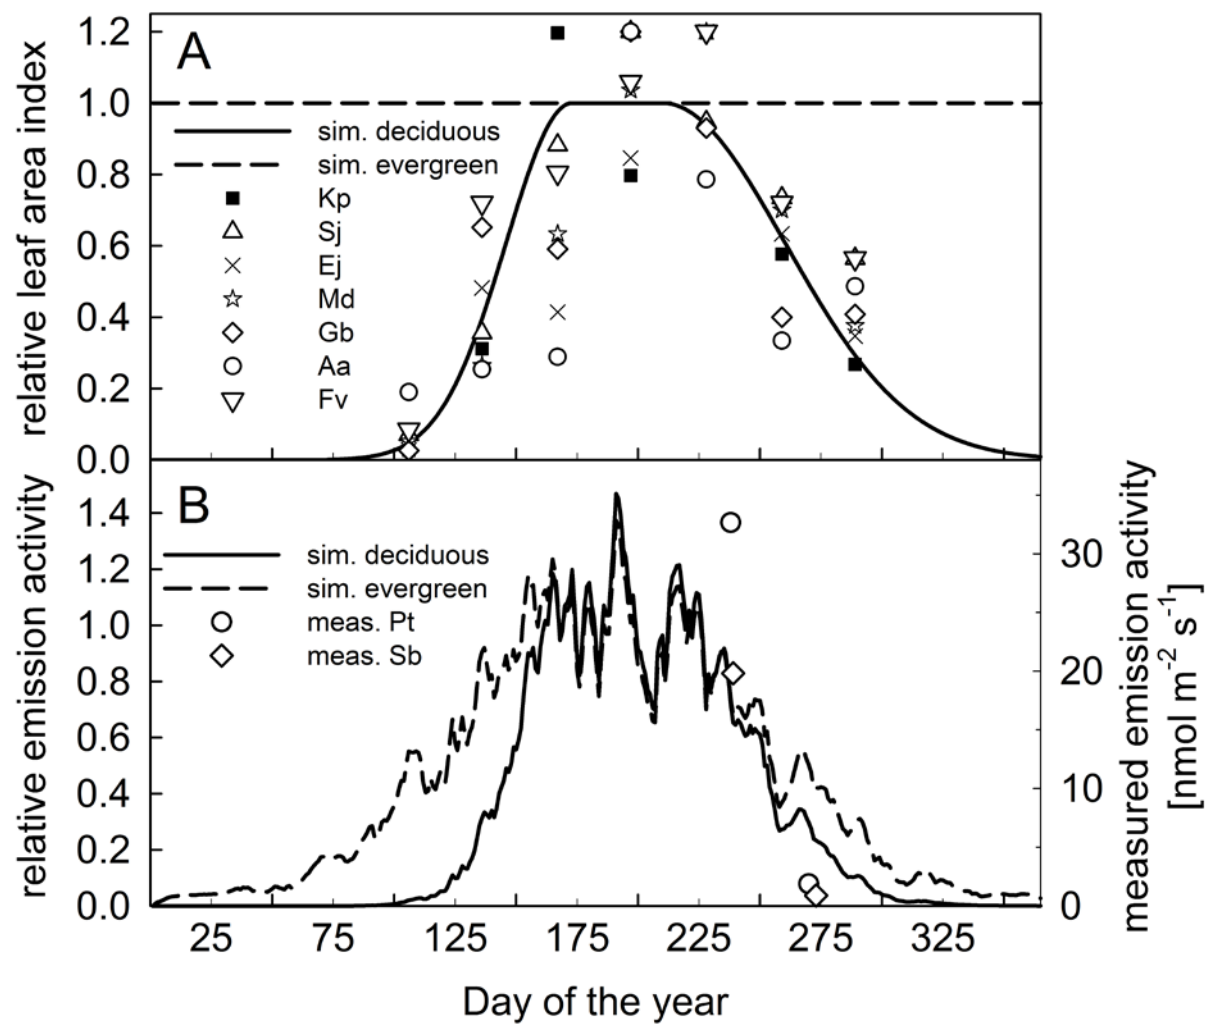 A
relative leaf area index
1.2
1.0
0.8
0.6
0.4
0.2
0.0
sim. deciduous
sim. evergreen
Kp
Sj
Ej
Md
Gb
Aa
Fv
B
relative emission activity
1.4
1.2
1.0
0.8
0.6
0.4
0.2
0.0
sim. deciduous
sim. evergreen
meas. Pt
meas. Sb
30
20
10
0
measured emission activity
[nmol m⁻² s⁻¹]
25 75 125 175 225 275 325
Day of the year